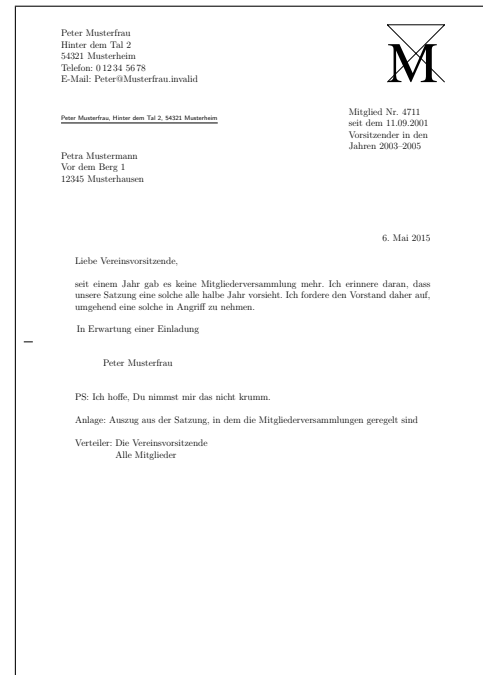 Peter Musterfrau
Hinter dem Tal 2
54321 Musterheim
Telefon: 0 12 34 56 78
E-Mail: Peter@Musterfrau.invalid
M
Peter Musterfrau, Hinter dem Tal 2, 54321 Musterheim
Mitglied Nr. 4711
seit dem 11.09.2001
Vorsitzender in den
Jahren 2003–2005
Petra Mustermann
Vor dem Berg 1
12345 Musterhausen
6. Mai 2015
Liebe Vereinsvorsitzende,
seit einem Jahr gab es keine Mitgliederversammlung mehr. Ich erinnere daran, dass
unsere Satzung eine solche alle halbe Jahr vorsieht. Ich fordere den Vorstand daher auf,
umgehend eine solche in Angriff zu nehmen.
In Erwartung einer Einladung
Peter Musterfrau
PS: Ich hoffe, Du nimmst mir das nicht krumm.
Anlage: Auszug aus der Satzung, in dem die Mitgliederversammlungen geregelt sind
Verteiler: Die Vereinsvorsitzende
Alle Mitglieder